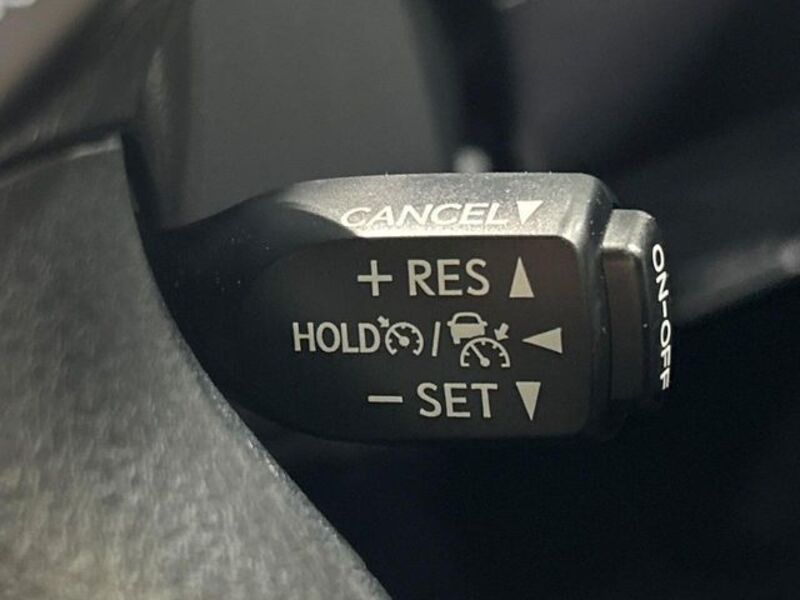 CANCEL▼
+ RES ▲
HOLD / ◀
− SET ▼
ON-OFF